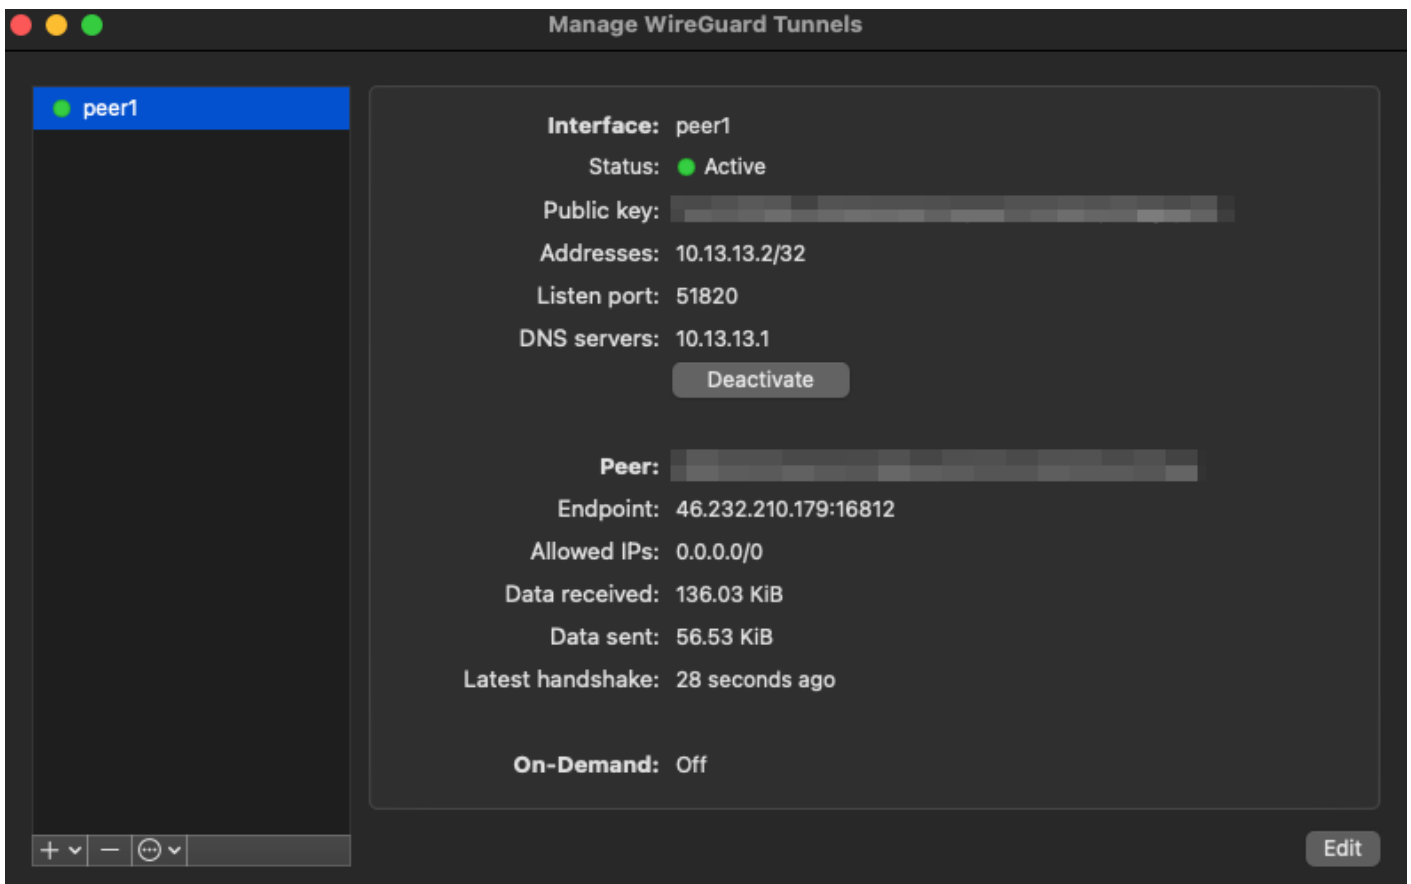 Manage WireGuard Tunnels
peer1
Interface: peer1
Status: Active
Public key:
Addresses: 10.13.13.2/32
Listen port: 51820
DNS servers: 10.13.13.1
Deactivate
Peer:
Endpoint: 46.232.210.179:16812
Allowed IPs: 0.0.0.0/0
Data received: 136.03 KiB
Data sent: 56.53 KiB
Latest handshake: 28 seconds ago
On-Demand: Off
Edit